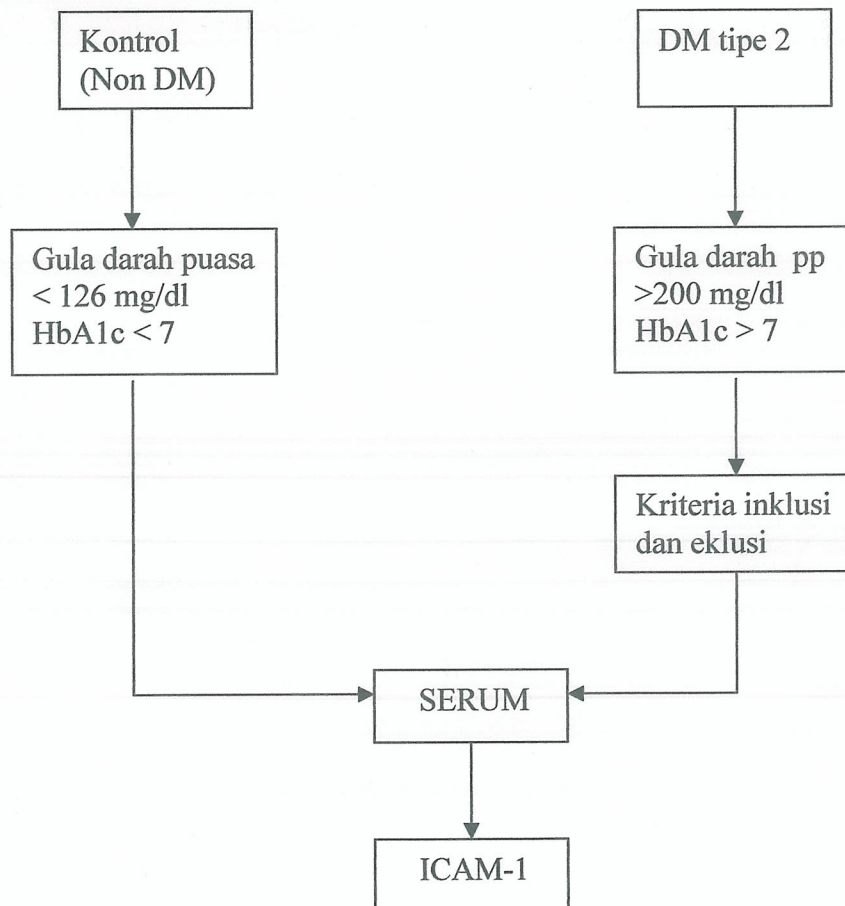 Kontrol
(Non DM)
DM tipe 2
Gula darah puasa
< 126 mg/dl
HbA1c < 7
Gula darah pp
>200 mg/dl
HbA1c > 7
Kriteria inklusi
dan eklusi
SERUM
ICAM-1